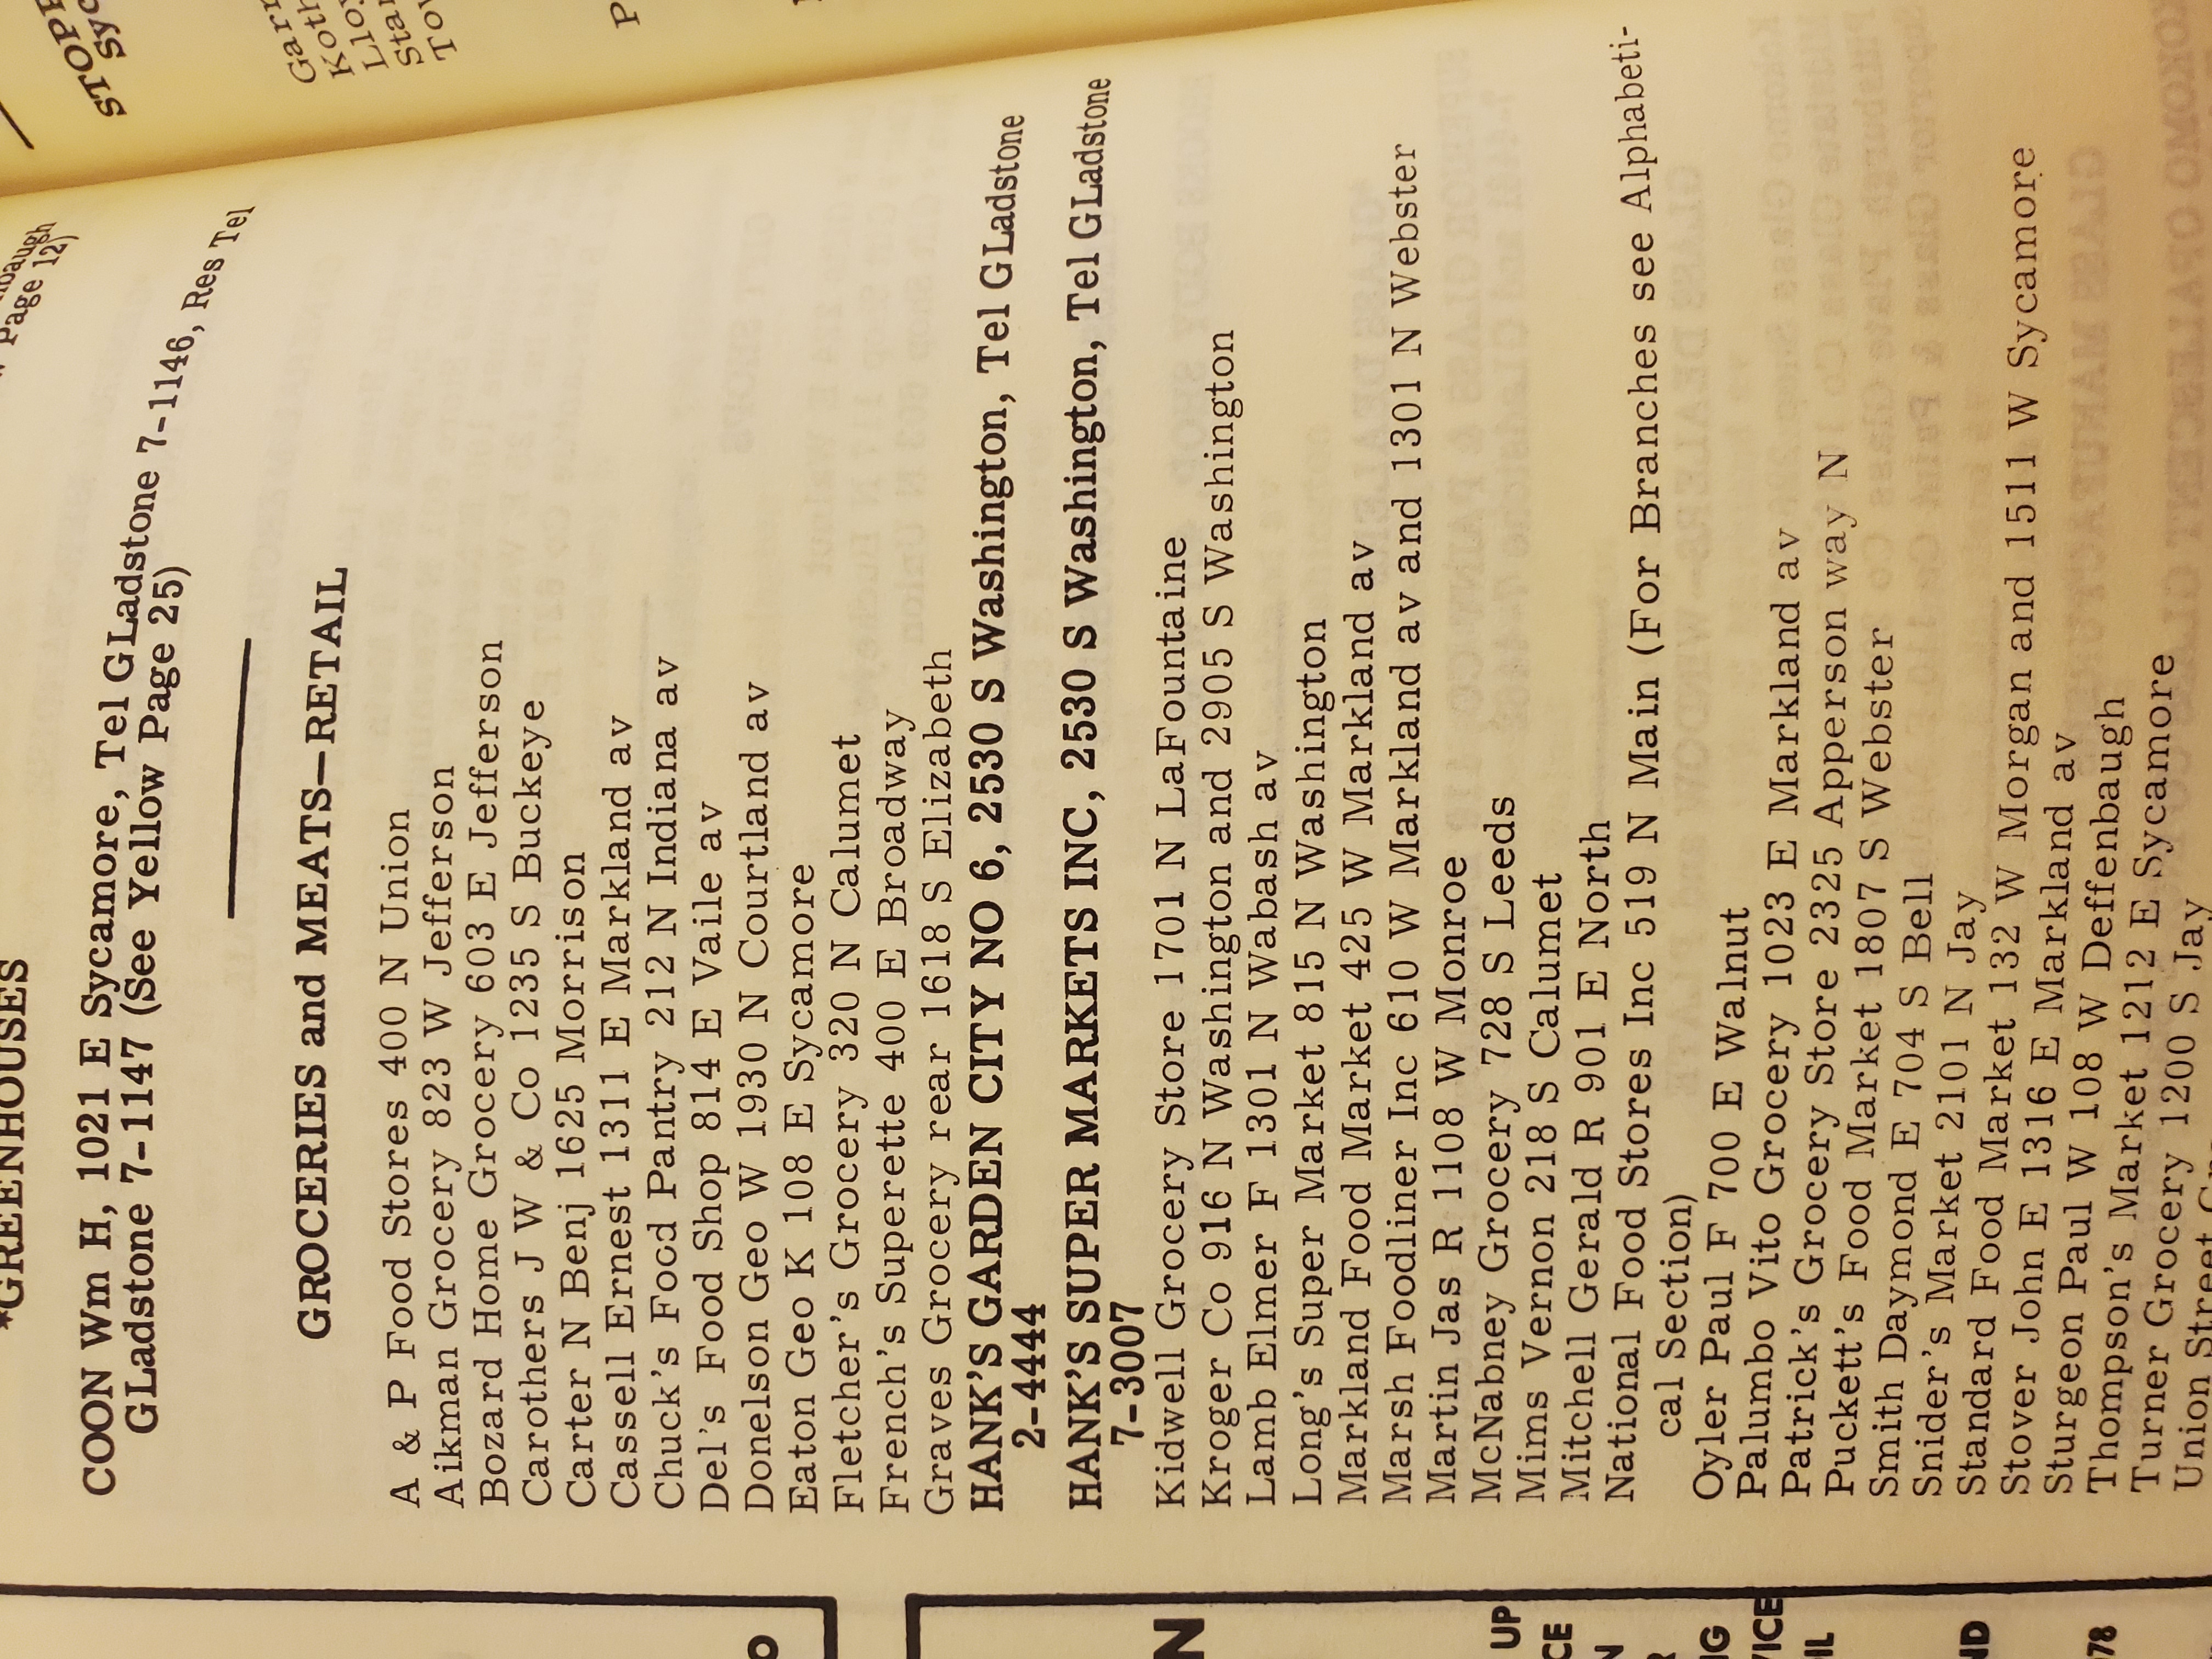 *GREENHOUSES
Page 12)
COON Wm H, 1021 E Sycamore, Tel GLadstone 7-1146, Res Tel
GLadstone 7-1147 (See Yellow Page 25)
GROCERIES and MEATS—RETAIL
A & P Food Stores 400 N Union
Aikman Grocery 823 W Jefferson
Bozard Home Grocery 603 E Jefferson
Carothers J W & Co 1235 S Buckeye
Carter N Benj 1625 Morrison
Cassell Ernest 1311 E Markland av
Chuck's Food Pantry 212 N Indiana av
Del's Food Shop 814 E Vaile av
Donelson Geo W 1930 N Courtland av
Eaton Geo K 108 E Sycamore
Fletcher's Grocery 320 N Calumet
French's Superette 400 E Broadway
Graves Grocery rear 1618 S Elizabeth
HANK'S GARDEN CITY NO 6, 2530 S Washington, Tel GLadstone
2-4444
HANK'S SUPER MARKETS INC, 2530 S Washington, Tel GLadstone
7-3007
Kidwell Grocery Store 1701 N LaFountaine
Kroger Co 916 N Washington and 2905 S Washington
Lamb Elmer F 1301 N Wabash av
Long's Super Market 815 N Washington
Markland Food Market 425 W Markland av
Marsh Foodliner Inc 610 W Markland av and 1301 N Webster
Martin Jas R 1108 W Monroe
McNabney Grocery 728 S Leeds
Mims Vernon 218 S Calumet
Mitchell Gerald R 901 E North
National Food Stores Inc 519 N Main (For Branches see Alphabeti-
cal Section)
Oyler Paul F 700 E Walnut
Palumbo Vito Grocery 1023 E Markland av
Patrick's Grocery Store 2325 Apperson way N
Puckett's Food Market 1807 S Webster
Smith Daymond E 704 S Bell
Snider's Market 2101 N Jay
Standard Food Market 132 W Morgan and 1511 W Sycamore
Stover John E 1316 E Markland av
Sturgeon Paul W 108 W Deffenbaugh
Thompson's Market 1212 E Sycamore
Turner Grocery 1200 S Jay
Union Street
UP
78